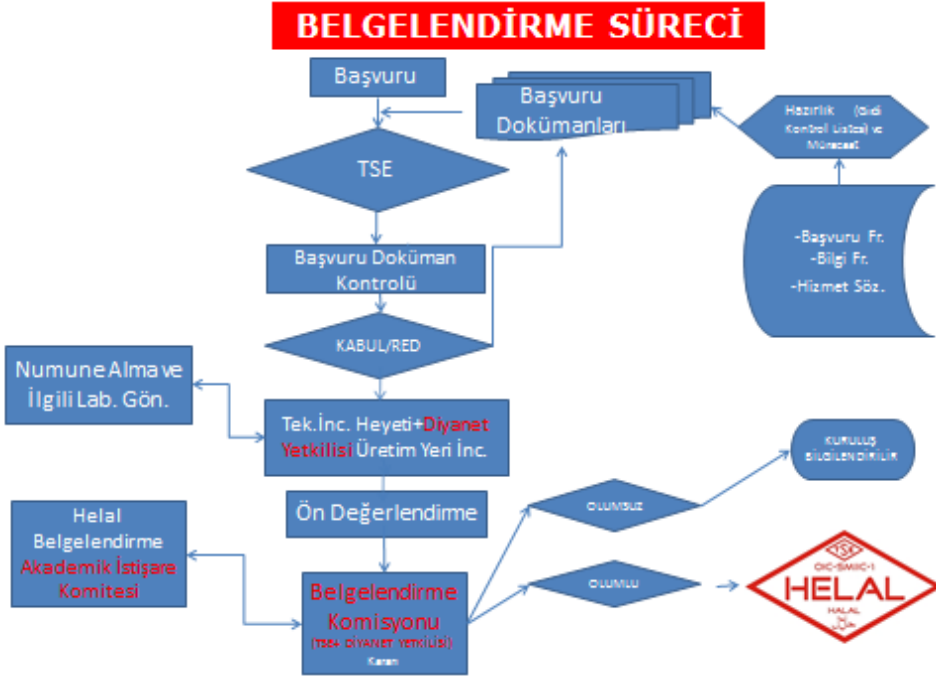 BELGELENDİRME SÜRECİ
Başvuru
Başvuru
Dokümanları
Hazırlık (Gıdı
Kontrol Listesi) ve
Müracaat
TSE
-Başvuru Fr.
-Bilgi Fr.
-Hizmet Söz.
Başvuru Doküman
Kontrolü
KABUL/RED
Numune Alma ve
İlgili Lab. Gön.
Tek.İnc. Heyeti+Diyanet
Yetkilisi Üretim Yeri İnc.
KURULUŞ
BİLGİLENDİRİLİR
Ön Değerlendirme
OLUMSUZ
Helal
Belgelendirme
Akademik İstişare
Komitesi
Belgelendirme
Komisyonu
(TSE+ DİYANET YETKİLİSİ)
Kararı
OLUMLU
TSE
OIC-SMIIC-1
HELAL
HALAL
حلال